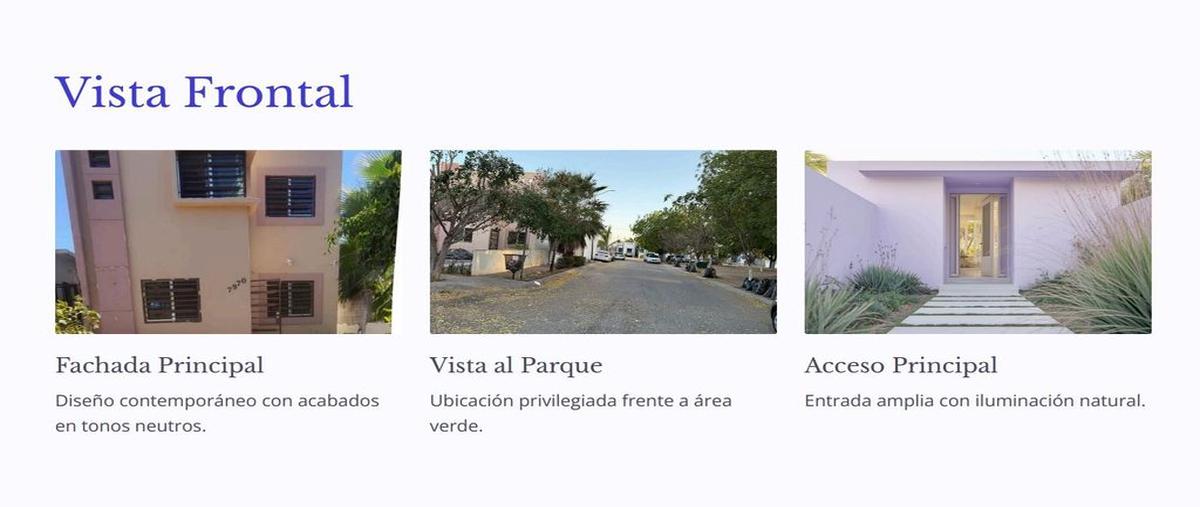 Vista Frontal
7970
Fachada Principal
Diseño contemporáneo con acabados
en tonos neutros.
Vista al Parque
Ubicación privilegiada frente a área
verde.
Acceso Principal
Entrada amplia con iluminación natural.